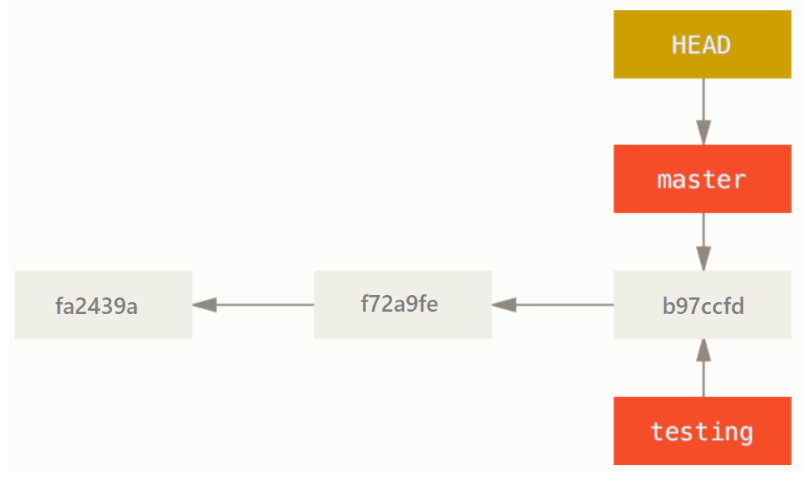 HEAD
master
fa2439a
f72a9fe
b97ccfd
testing